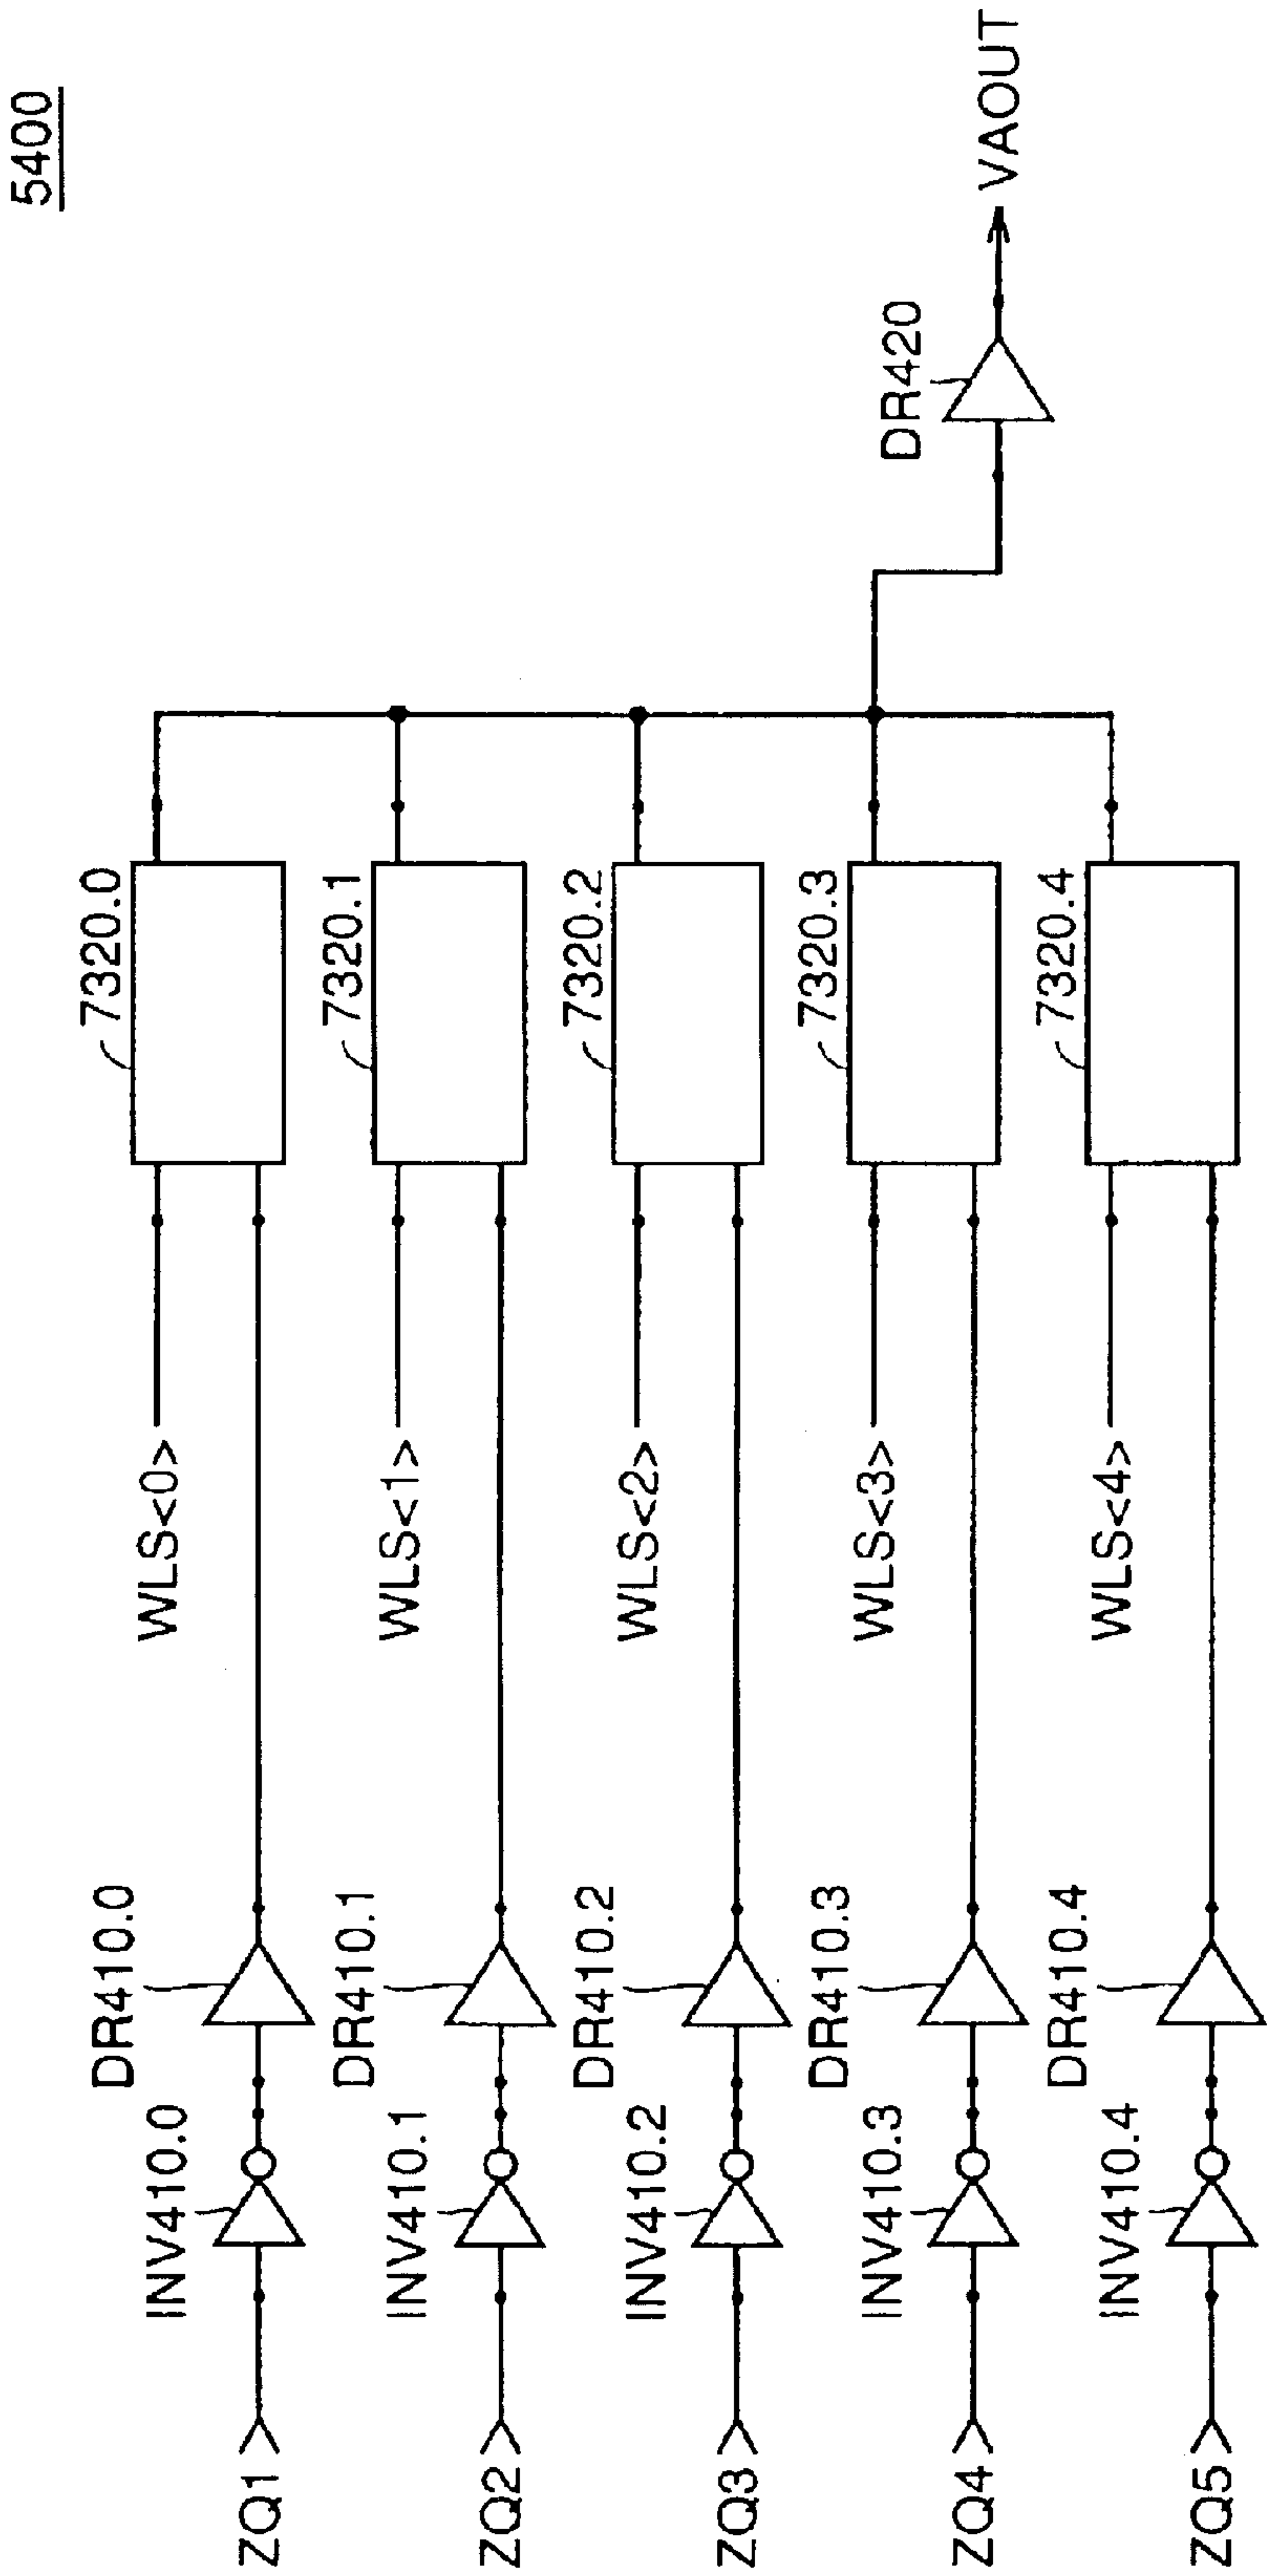 5400
ZQ1
INV410.0
DR410.0
WLS<0>
7320.0
ZQ2
INV410.1
DR410.1
WLS<1>
7320.1
ZQ3
INV410.2
DR410.2
WLS<2>
7320.2
ZQ4
INV410.3
DR410.3
WLS<3>
7320.3
DR420
VAOUT
ZQ5
INV410.4
DR410.4
WLS<4>
7320.4